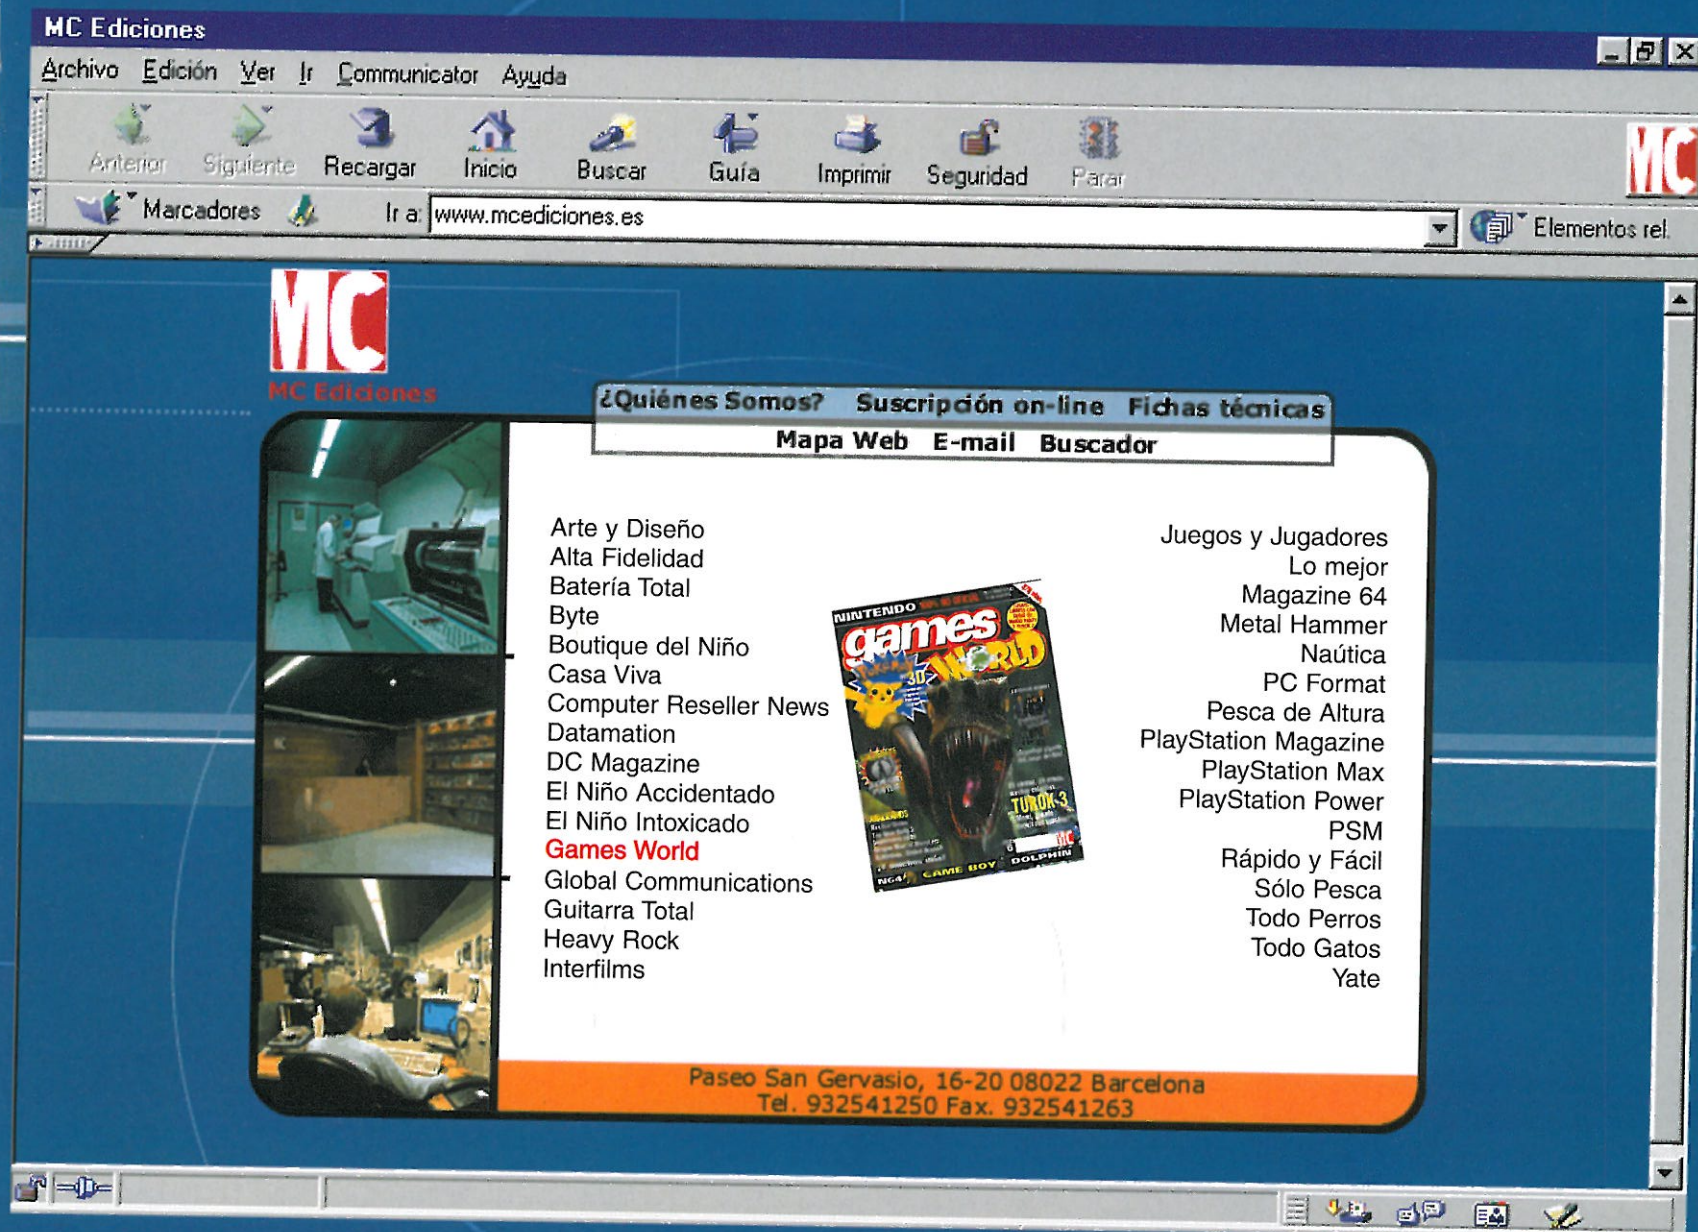 MC Ediciones
Archivo Edición Ver Ir Communicator Ayuda
Anterior Siguiente Recargar Inicio Buscar Guía Imprimir Seguridad Parar
MC
Marcadores Ir a: www.mcediciones.es Elementos rel.
MC
MC Ediciones
¿Quiénes Somos? Suscripción on-line Fichas técnicas
Mapa Web E-mail Buscador
Arte y Diseño
Alta Fidelidad
Batería Total
Byte
Boutique del Niño
Casa Viva
Computer Reseller News
Datamation
DC Magazine
El Niño Accidentado
El Niño Intoxicado
Games World
Global Communications
Guitarra Total
Heavy Rock
Interfilms
NINTENDO
games
WORLD
3D
TUROK 3
MC
N64 GAME BOY DOLPHIN
Juegos y Jugadores
Lo mejor
Magazine 64
Metal Hammer
Naútica
PC Format
Pesca de Altura
PlayStation Magazine
PlayStation Max
PlayStation Power
PSM
Rápido y Fácil
Sólo Pesca
Todo Perros
Todo Gatos
Yate
Paseo San Gervasio, 16-20 08022 Barcelona
Tel. 932541250 Fax. 932541263